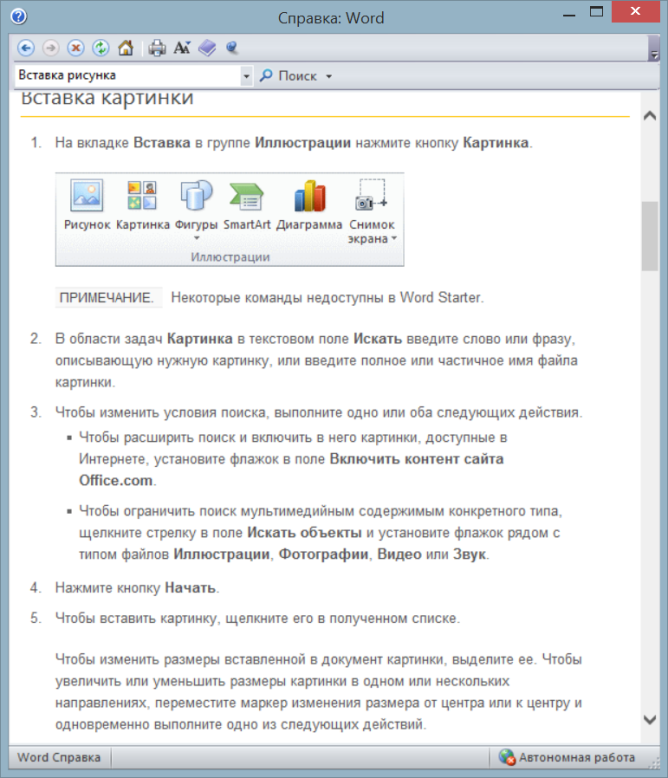 Справка: Word
Вставка рисунка
Поиск
Вставка картинки
1. На вкладке Вставка в группе Иллюстрации нажмите кнопку Картинка.
Рисунок Картинка Фигуры SmartArt Диаграмма Снимок
экрана
Иллюстрации
ПРИМЕЧАНИЕ. Некоторые команды недоступны в Word Starter.
2. В области задач Картинка в текстовом поле Искать введите слово или фразу,
описывающую нужную картинку, или введите полное или частичное имя файла
картинки.
3. Чтобы изменить условия поиска, выполните одно или оба следующих действия.
▪ Чтобы расширить поиск и включить в него картинки, доступные в
Интернете, установите флажок в поле Включить контент сайта
Office.com.
▪ Чтобы ограничить поиск мультимедийным содержимым конкретного типа,
щелкните стрелку в поле Искать объекты и установите флажок рядом с
типом файлов Иллюстрации, Фотографии, Видео или Звук.
4. Нажмите кнопку Начать.
5. Чтобы вставить картинку, щелкните его в полученном списке.
Чтобы изменить размеры вставленной в документ картинки, выделите ее. Чтобы
увеличить или уменьшить размеры картинки в одном или нескольких
направлениях, переместите маркер изменения размера от центра или к центру и
одновременно выполните одно из следующих действий.
Word Справка
Автономная работа